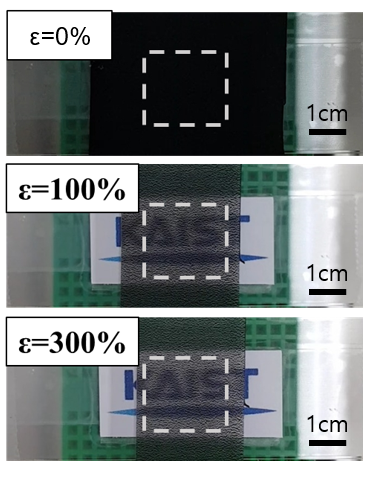 ε=0%
1cm
ε=100%
KAIST
1cm
ε=300%
KAIST
1cm